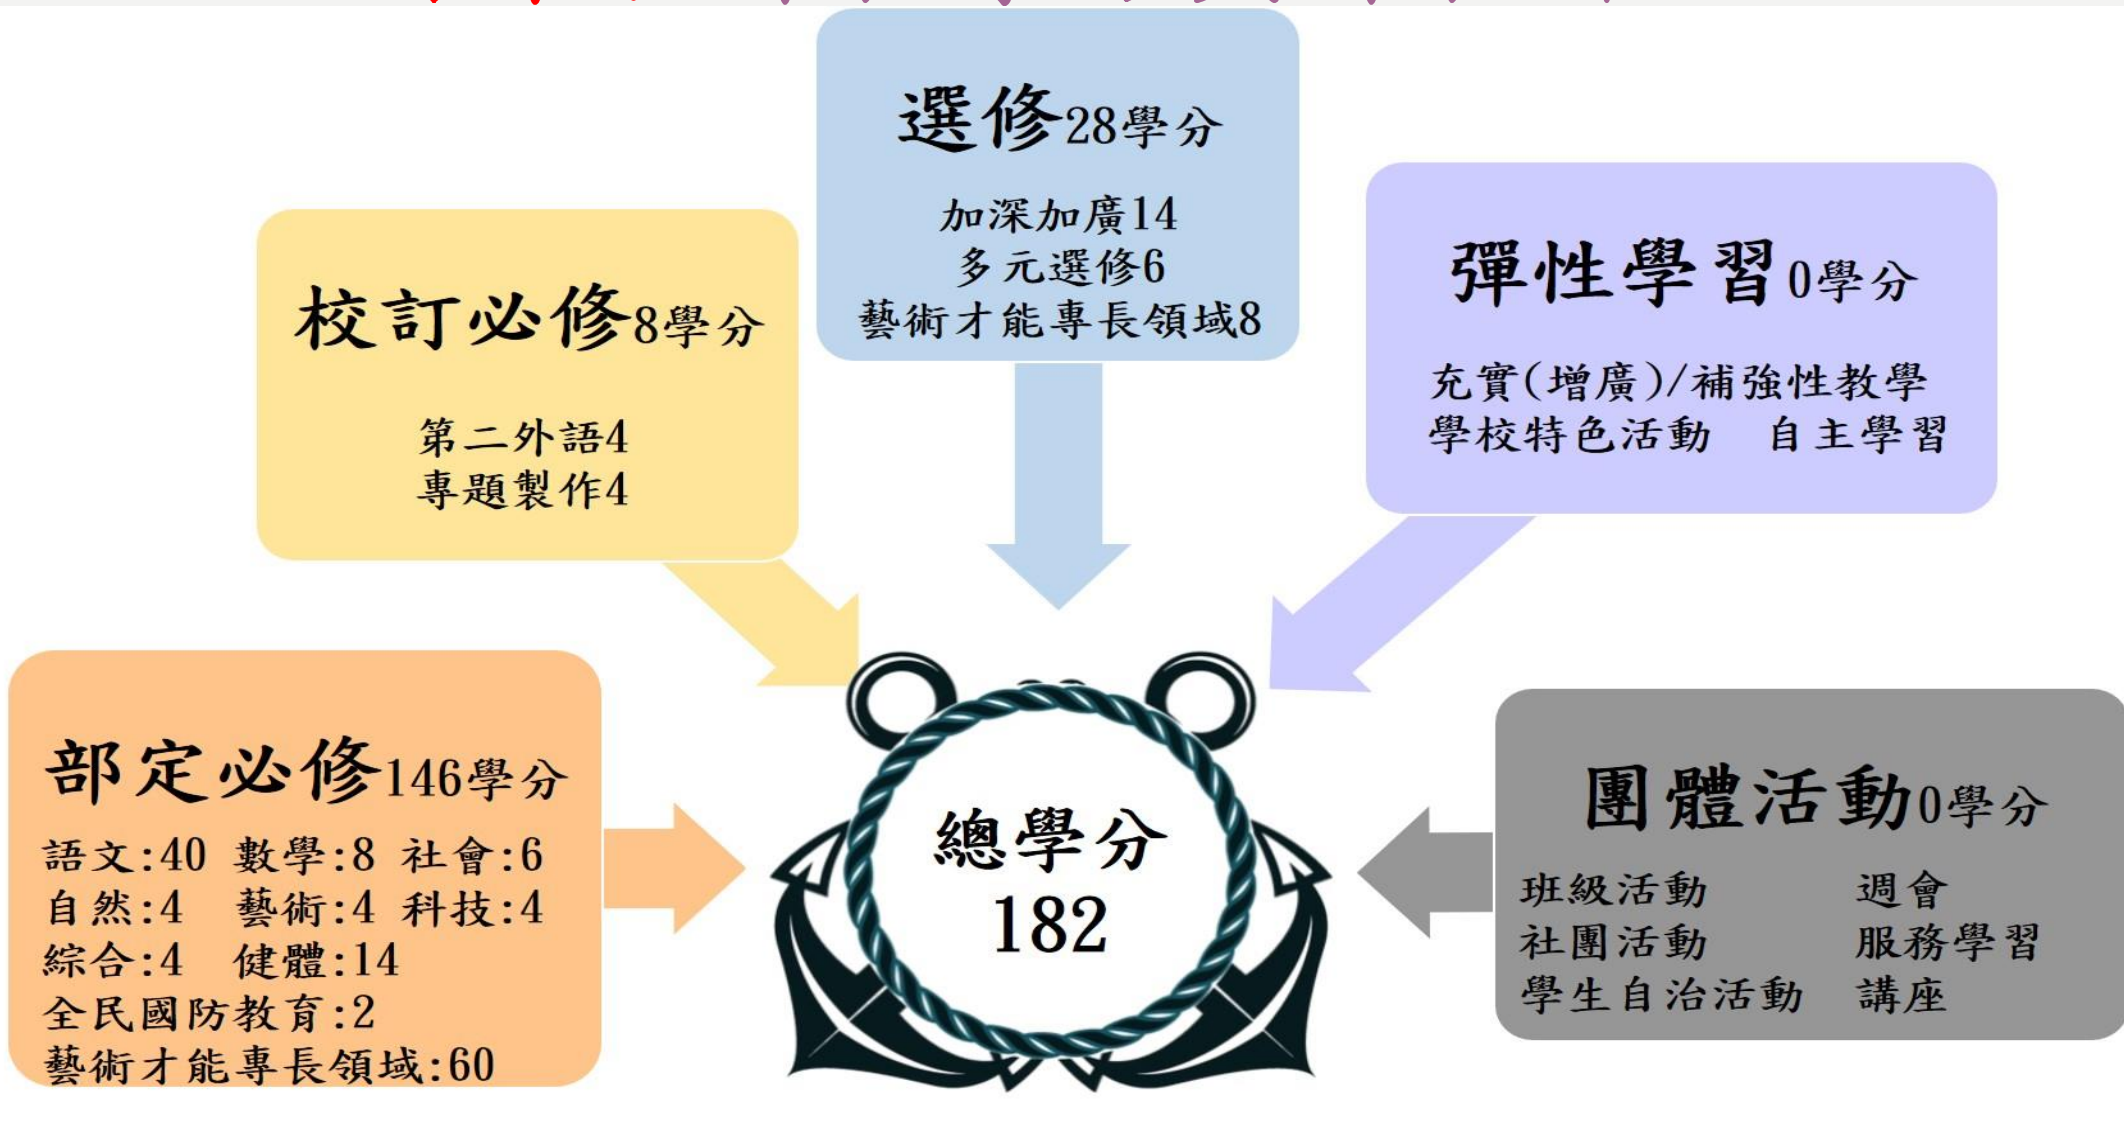 選修28學分
加深加廣14
多元選修6
藝術才能專長領域8
校訂必修8學分
第二外語4
專題製作4
彈性學習0學分
充實(增廣)/補強性教學
學校特色活動 自主學習
部定必修146學分
語文:40 數學:8 社會:6
自然:4 藝術:4 科技:4
綜合:4 健體:14
全民國防教育:2
藝術才能專長領域:60
總學分
182
團體活動0學分
班級活動 週會
社團活動 服務學習
學生自治活動 講座